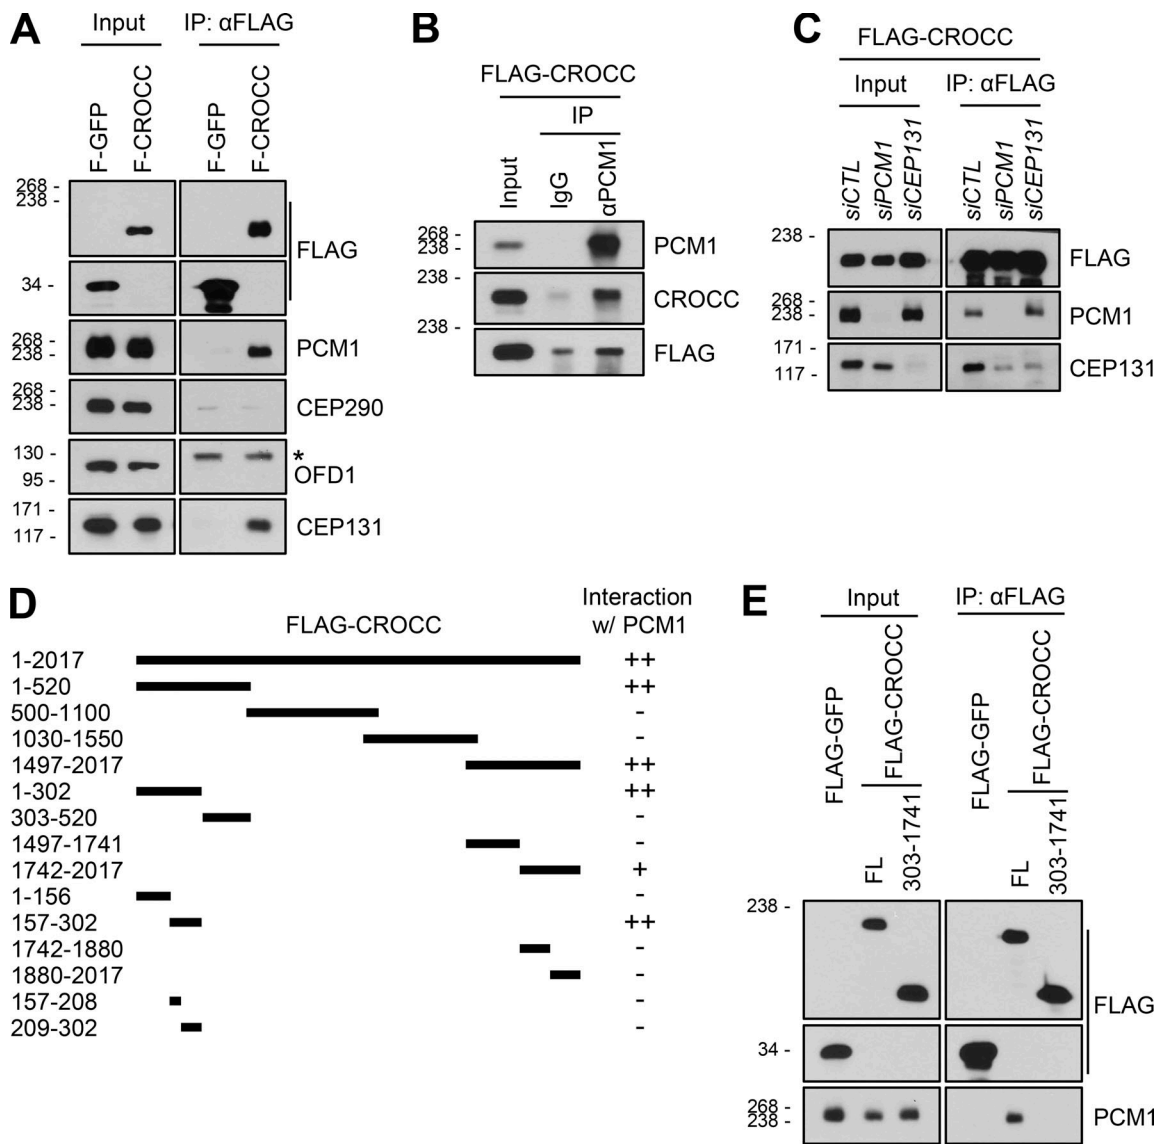 A
Input
IP: αFLAG
F-GFP
F-CROCC
F-GFP
F-CROCC
268 -
238 -
34 -
FLAG
268 -
238 -
PCM1
268 -
238 -
CEP290
130 -
95 -
*
OFD1
171 -
117 -
CEP131
B
FLAG-CROCC
IP
Input
IgG
αPCM1
268 -
238 -
PCM1
238 -
CROCC
238 -
FLAG
C
FLAG-CROCC
Input
IP: αFLAG
siCTL
siPCM1
siCEP131
siCTL
siPCM1
siCEP131
238 -
FLAG
268 -
238 -
PCM1
171 -
117 -
CEP131
D
FLAG-CROCC
Interaction
w/ PCM1
1-2017 ++
1-520 ++
500-1100 -
1030-1550 -
1497-2017 ++
1-302 ++
303-520 -
1497-1741 -
1742-2017 +
1-156 -
157-302 ++
1742-1880 -
1880-2017 -
157-208 -
209-302 -
E
Input
IP: αFLAG
FLAG-GFP
FLAG-CROCC
FL
303-1741
FLAG-GFP
FLAG-CROCC
FL
303-1741
238 -
34 -
FLAG
268 -
238 -
PCM1